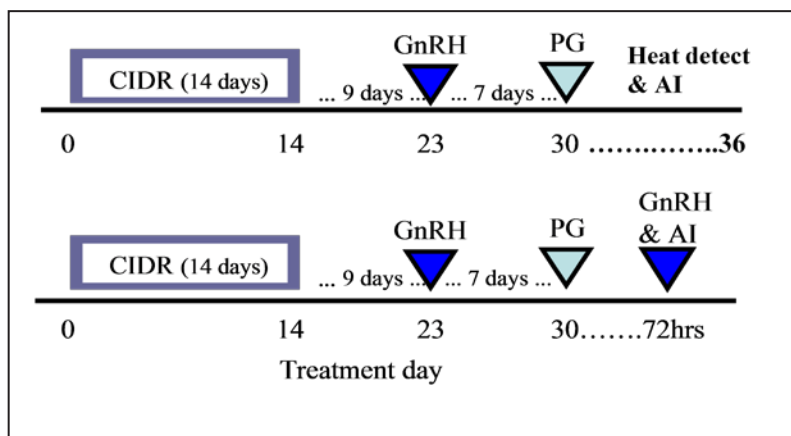 GnRH PG Heat detect
& AI
CIDR (14 days)
... 9 days ... ... 7 days ...
0 14 23 30 ...............36
GnRH
GnRH PG & AI
CIDR (14 days)
... 9 days ... ... 7 days ...
0 14 23 30.......72hrs
Treatment day